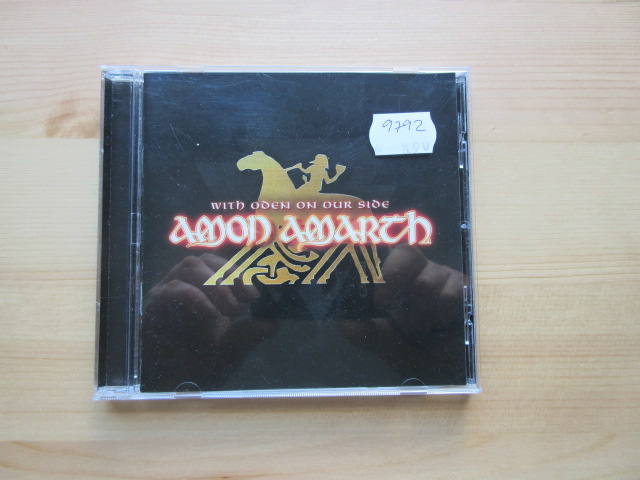 9792
WITH ODEN ON OUR SIDE
AMON AMARTH